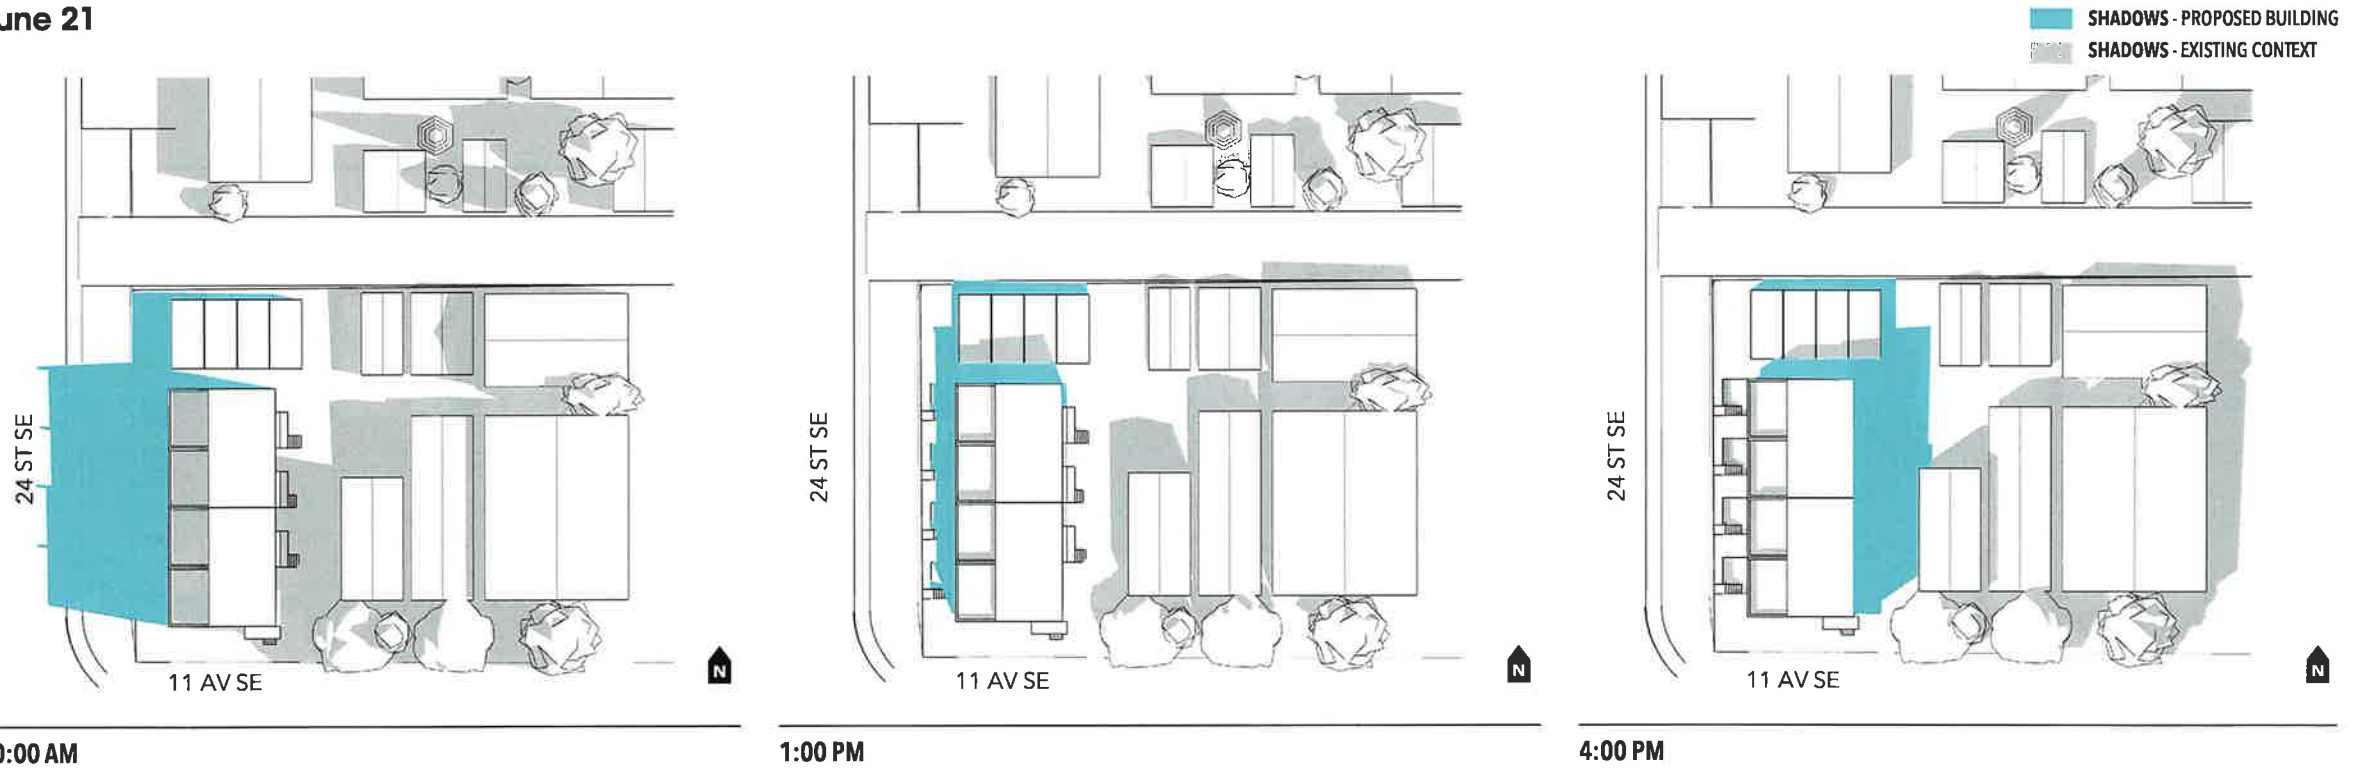 une 21
SHADOWS - PROPOSED BUILDING
SHADOWS - EXISTING CONTEXT
24 ST SE
11 AV SE
N
24 ST SE
11 AV SE
N
24 ST SE
11 AV SE
N
0:00 AM
1:00 PM
4:00 PM